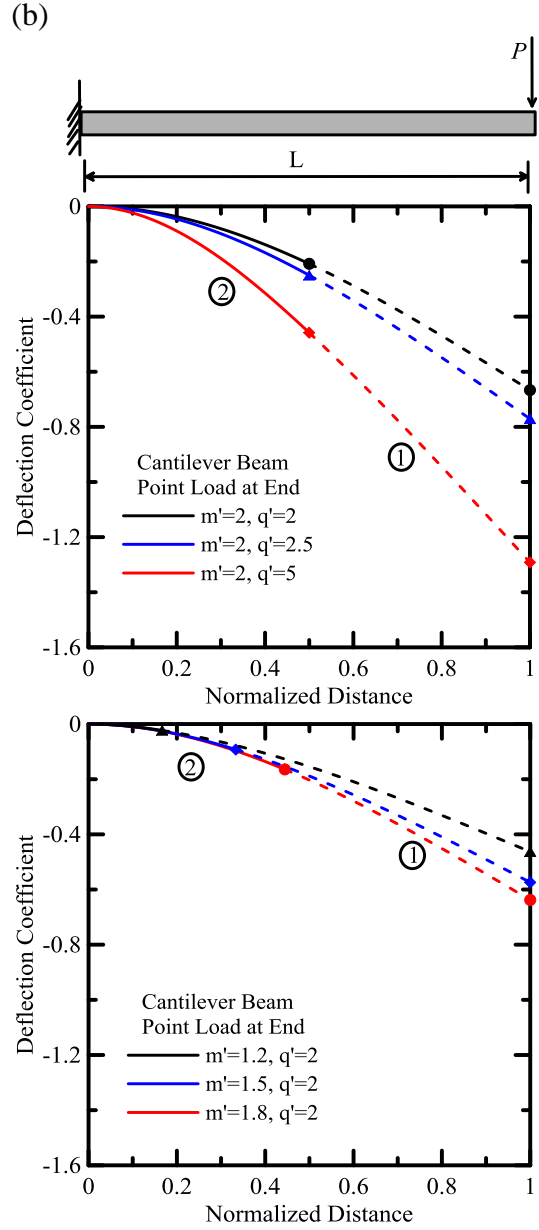 (b)
P
L
0
-0.4
-0.8
-1.2
-1.6
Deflection Coefficient
②
①
Cantilever Beam
Point Load at End
m'=2, q'=2
m'=2, q'=2.5
m'=2, q'=5
0 0.2 0.4 0.6 0.8 1
Normalized Distance
0
-0.4
-0.8
-1.2
-1.6
Deflection Coefficient
②
①
Cantilever Beam
Point Load at End
m'=1.2, q'=2
m'=1.5, q'=2
m'=1.8, q'=2
0 0.2 0.4 0.6 0.8 1
Normalized Distance